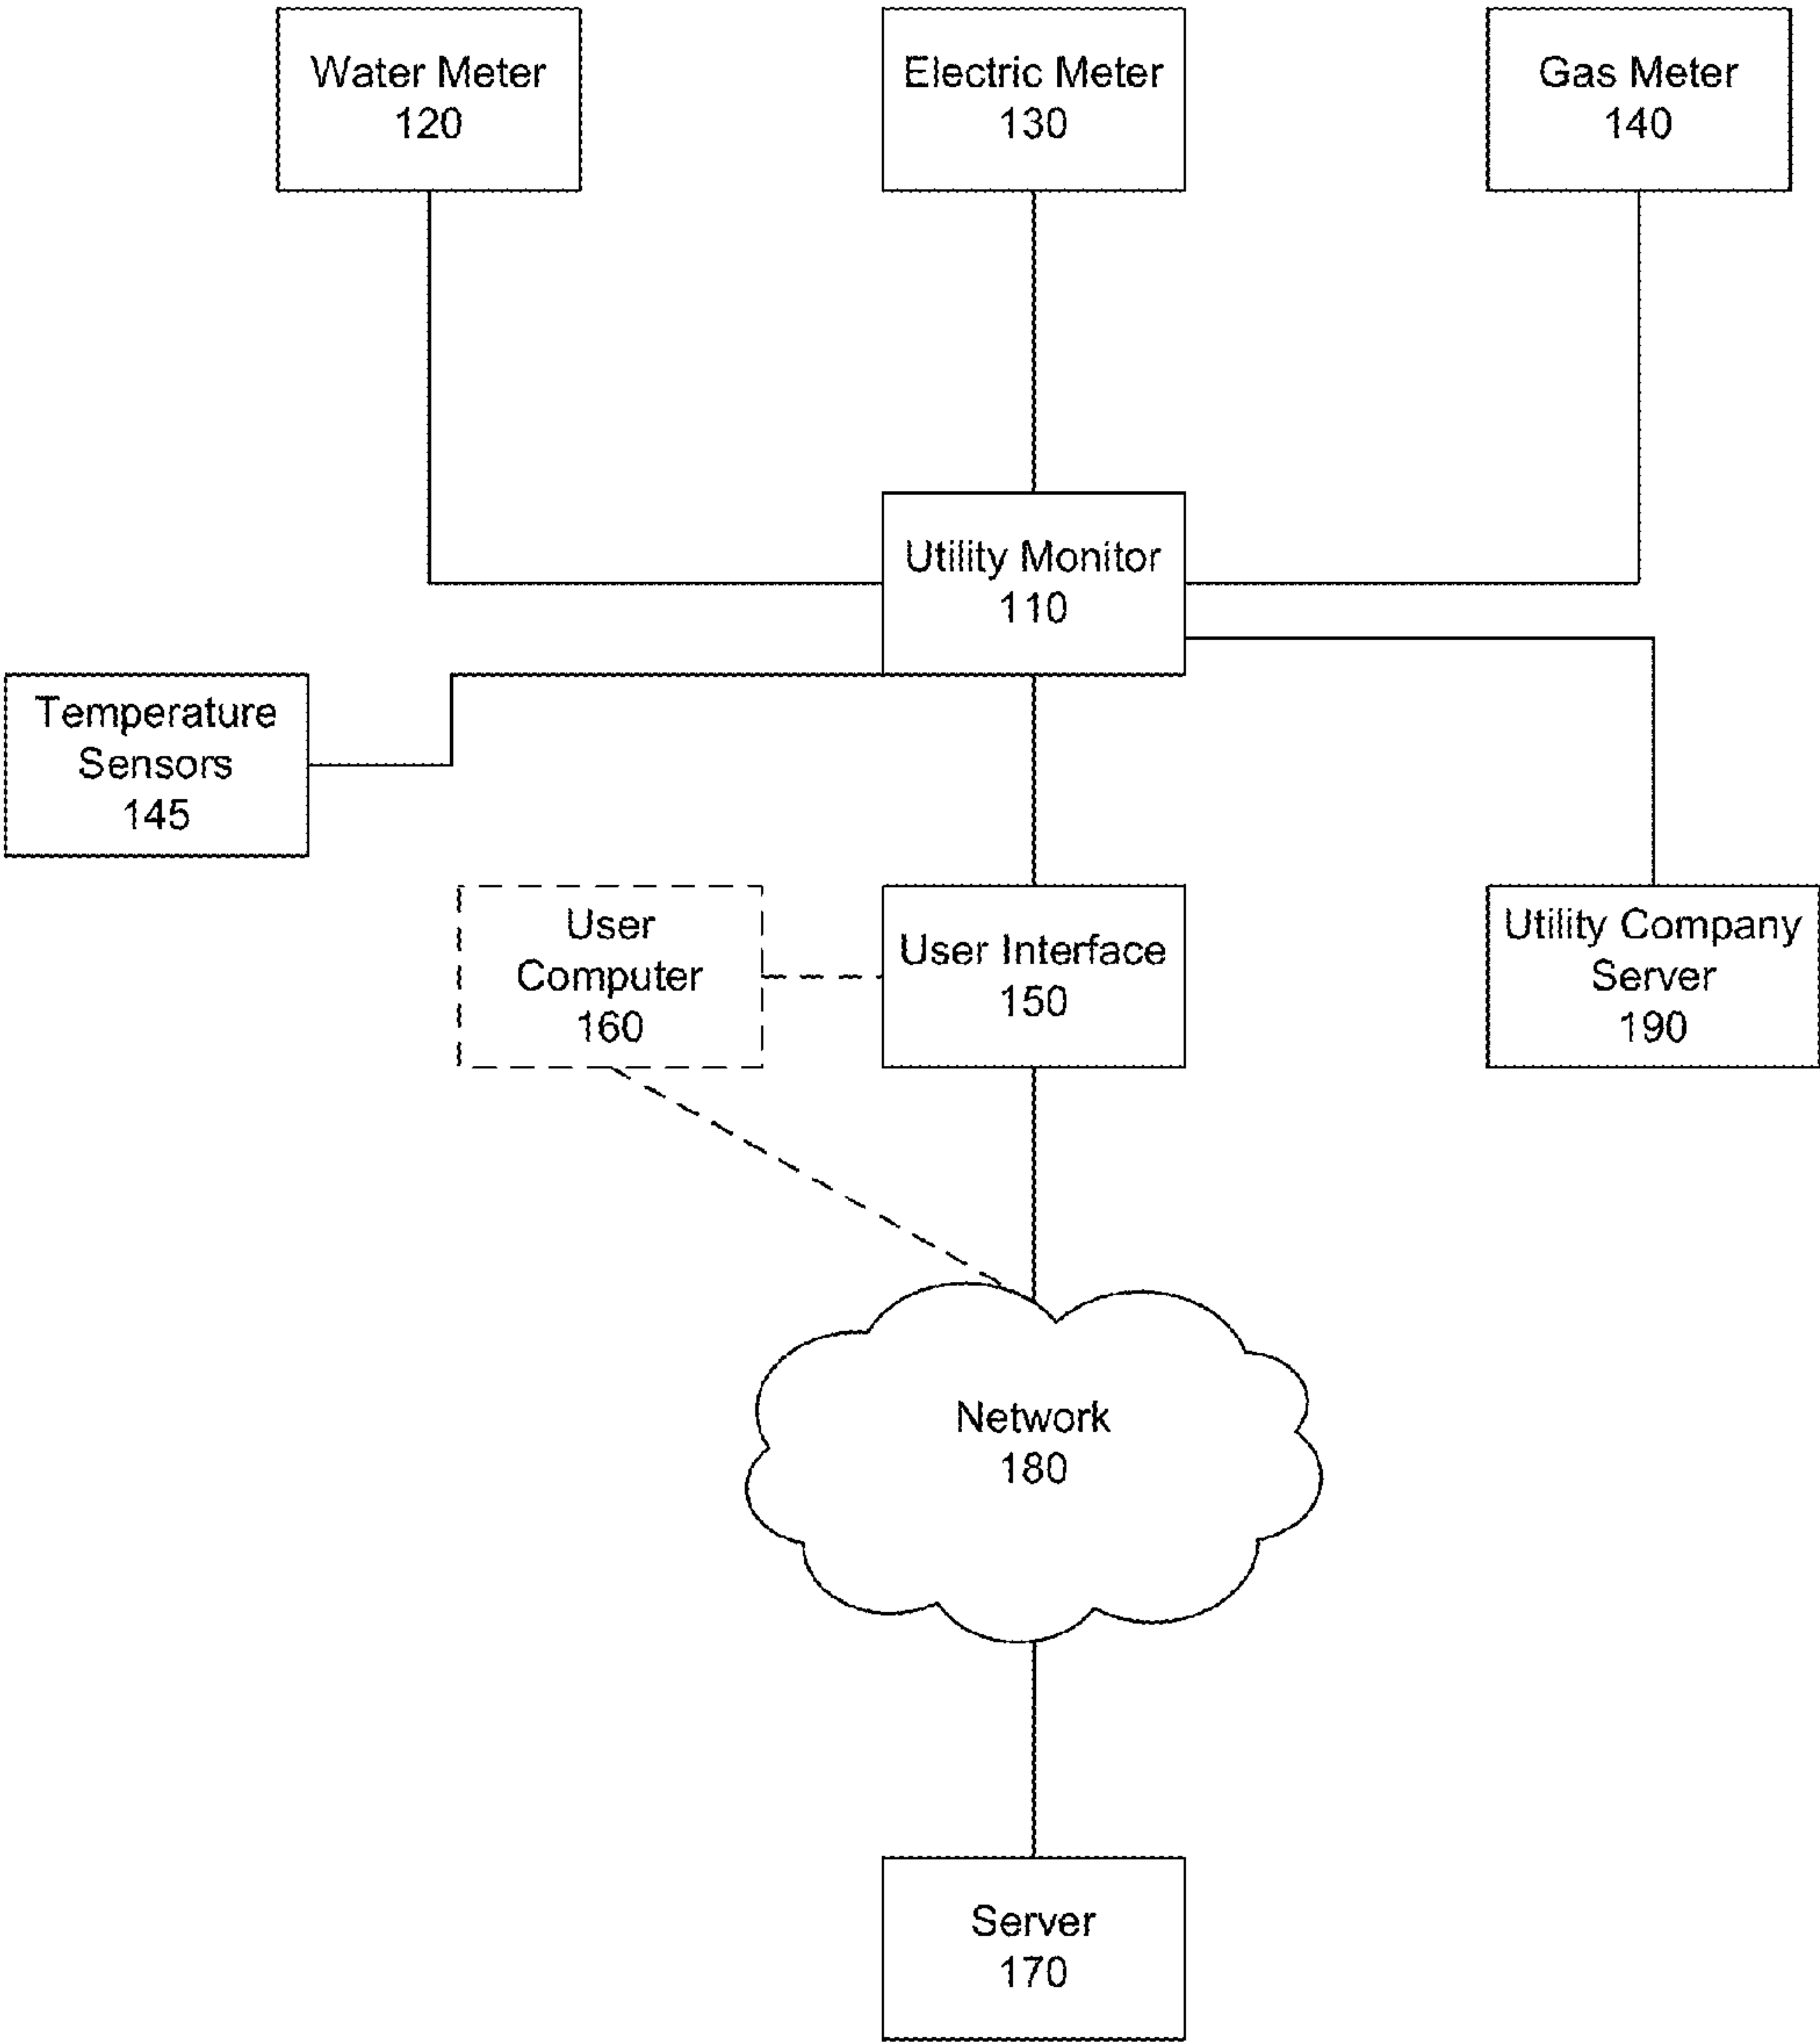 Water Meter
120
Electric Meter
130
Gas Meter
140
Utility Monitor
110
Temperature
Sensors
145
User
Computer
160
User Interface
150
Utility Company
Server
190
Network
180
Server
170